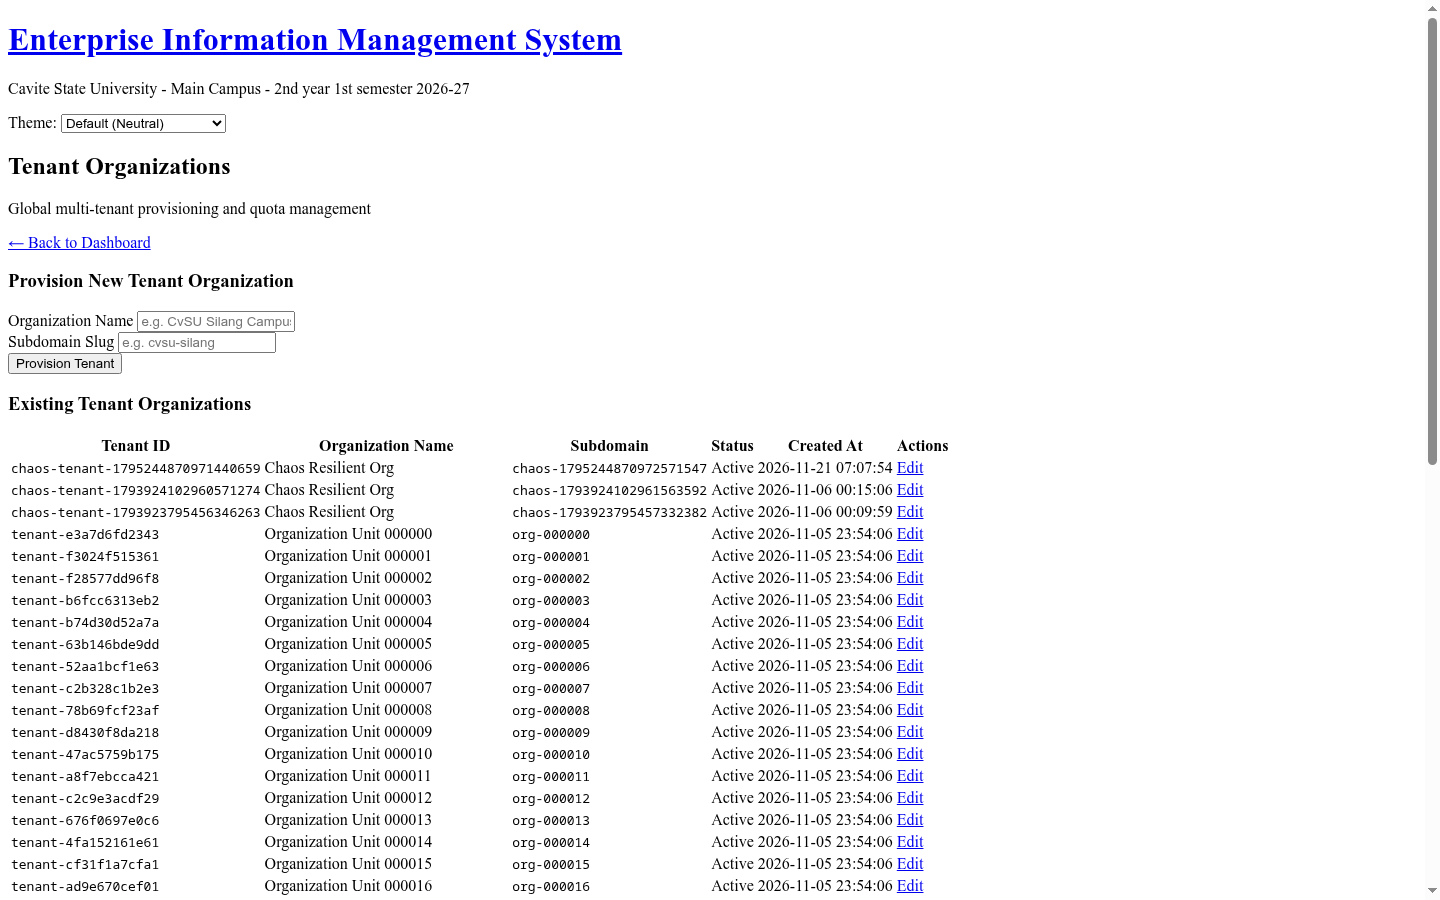 Enterprise Information Management System
Cavite State University - Main Campus - 2nd year 1st semester 2026-27
Theme: Default (Neutral)
Tenant Organizations
Global multi-tenant provisioning and quota management
← Back to Dashboard
Provision New Tenant Organization
Organization Name e.g. CvSU Silang Campus
Subdomain Slug e.g. cvsu-silang
Provision Tenant
Existing Tenant Organizations
Tenant ID Organization Name Subdomain Status Created At Actions
chaos-tenant-1795244870971440659 Chaos Resilient Org chaos-1795244870972571547 Active 2026-11-21 07:07:54 Edit
chaos-tenant-1793924102960571274 Chaos Resilient Org chaos-1793924102961563592 Active 2026-11-06 00:15:06 Edit
chaos-tenant-1793923795456346263 Chaos Resilient Org chaos-1793923795457332382 Active 2026-11-06 00:09:59 Edit
tenant-e3a7d6fd2343 Organization Unit 000000 org-000000 Active 2026-11-05 23:54:06 Edit
tenant-f3024f515361 Organization Unit 000001 org-000001 Active 2026-11-05 23:54:06 Edit
tenant-f28577dd96f8 Organization Unit 000002 org-000002 Active 2026-11-05 23:54:06 Edit
tenant-b6fcc6313eb2 Organization Unit 000003 org-000003 Active 2026-11-05 23:54:06 Edit
tenant-b74d30d52a7a Organization Unit 000004 org-000004 Active 2026-11-05 23:54:06 Edit
tenant-63b146bde9dd Organization Unit 000005 org-000005 Active 2026-11-05 23:54:06 Edit
tenant-52aa1bcf1e63 Organization Unit 000006 org-000006 Active 2026-11-05 23:54:06 Edit
tenant-c2b328c1b2e3 Organization Unit 000007 org-000007 Active 2026-11-05 23:54:06 Edit
tenant-78b69fcf23af Organization Unit 000008 org-000008 Active 2026-11-05 23:54:06 Edit
tenant-d8430f8da218 Organization Unit 000009 org-000009 Active 2026-11-05 23:54:06 Edit
tenant-47ac5759b175 Organization Unit 000010 org-000010 Active 2026-11-05 23:54:06 Edit
tenant-a8f7ebcca421 Organization Unit 000011 org-000011 Active 2026-11-05 23:54:06 Edit
tenant-c2c9e3acdf29 Organization Unit 000012 org-000012 Active 2026-11-05 23:54:06 Edit
tenant-676f0697e0c6 Organization Unit 000013 org-000013 Active 2026-11-05 23:54:06 Edit
tenant-4fa152161e61 Organization Unit 000014 org-000014 Active 2026-11-05 23:54:06 Edit
tenant-cf31f1a7cfa1 Organization Unit 000015 org-000015 Active 2026-11-05 23:54:06 Edit
tenant-ad9e670cef01 Organization Unit 000016 org-000016 Active 2026-11-05 23:54:06 Edit